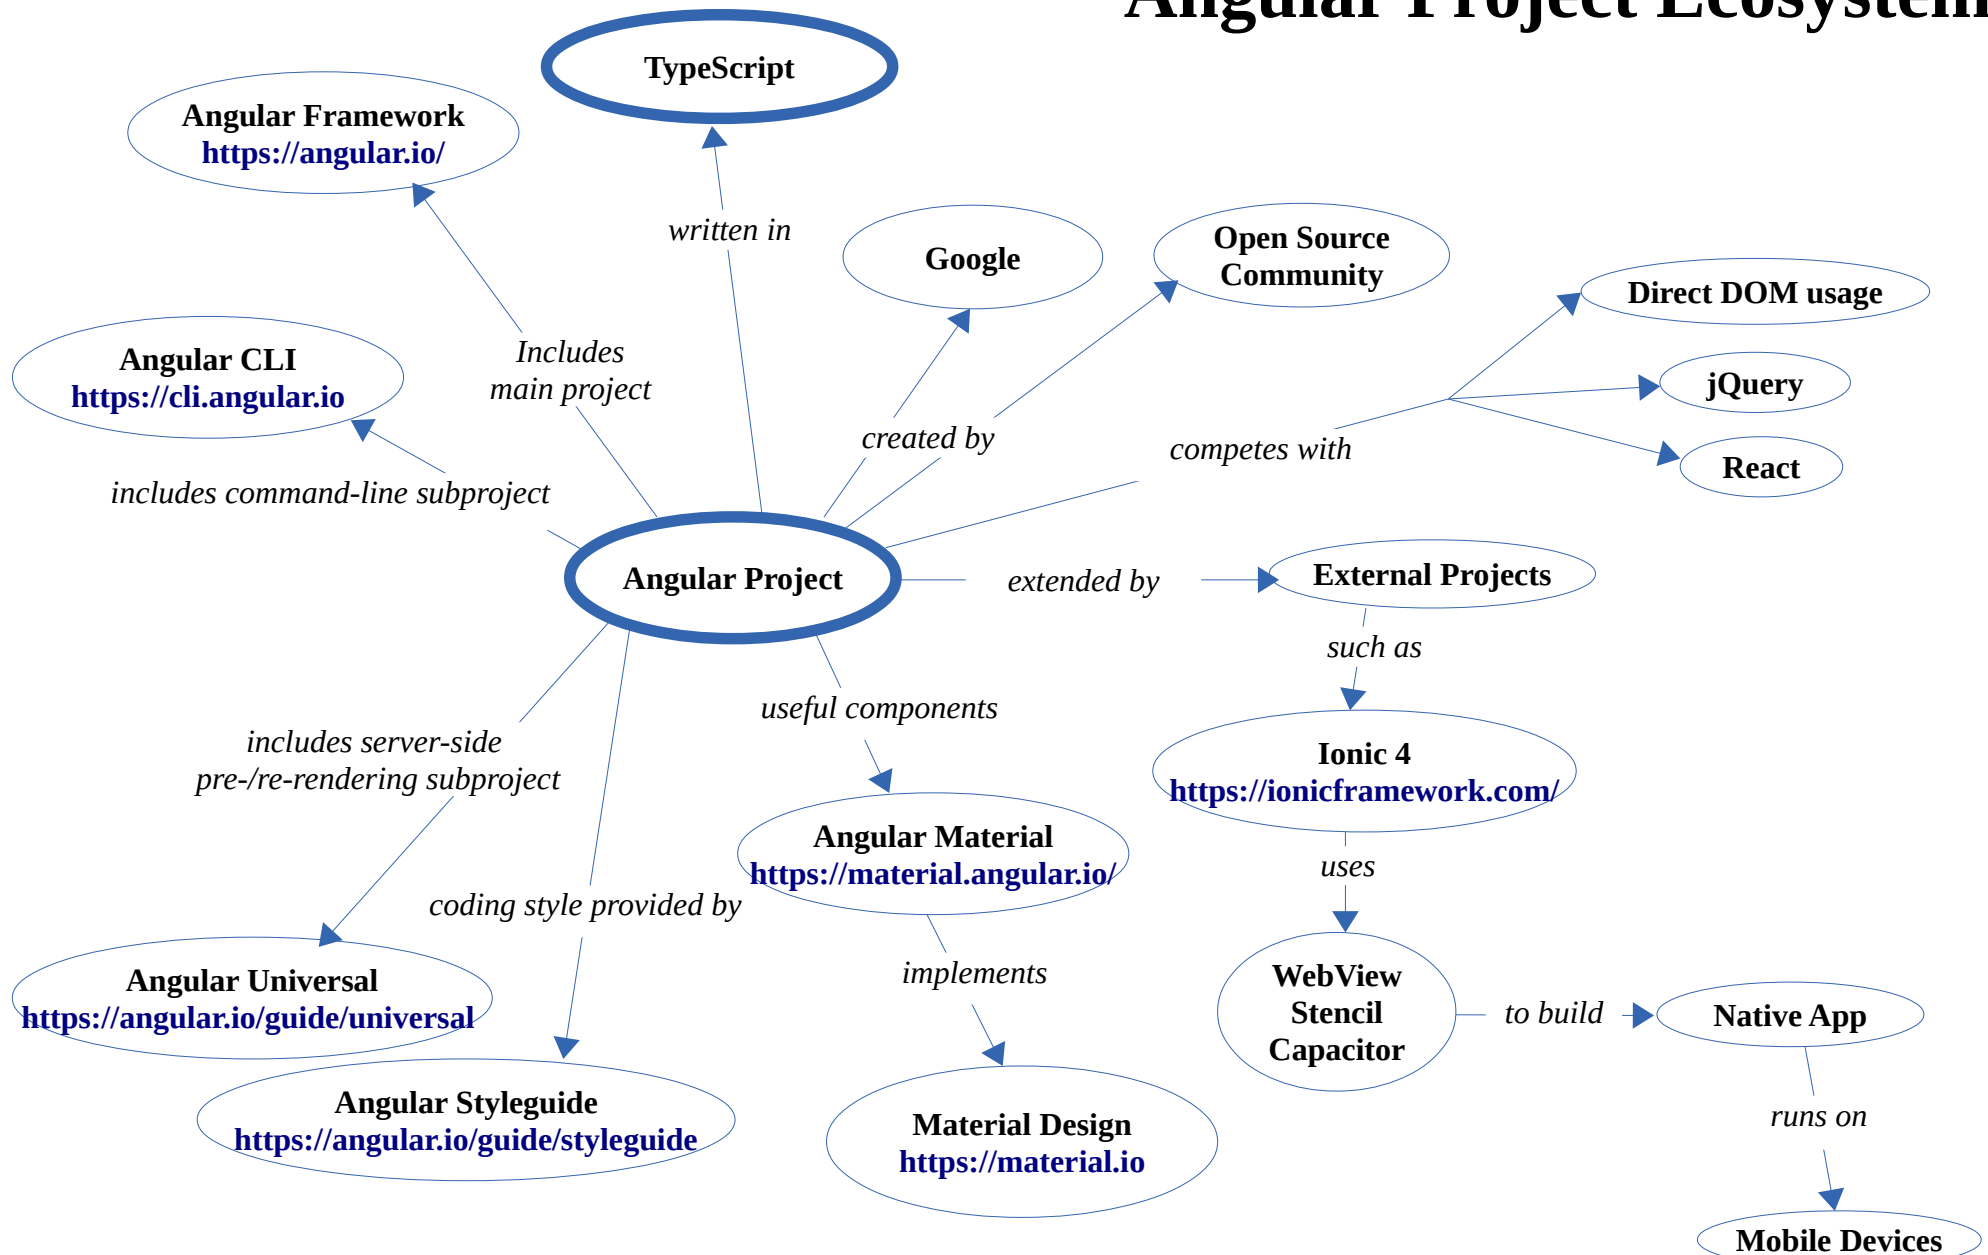 Angular Project Ecosystem
TypeScript
Angular Framework
https://angular.io/
written in
Google
Open Source
Community
Direct DOM usage
jQuery
React
Angular CLI
https://cli.angular.io
Includes
main project
created by
competes with
includes command-line subproject
Angular Project
extended by
External Projects
such as
useful components
includes server-side
pre-/re-rendering subproject
Ionic 4
https://ionicframework.com/
Angular Material
https://material.angular.io/
uses
coding style provided by
implements
Angular Universal
https://angular.io/guide/universal
WebView
Stencil
Capacitor
to build
Native App
Angular Styleguide
https://angular.io/guide/styleguide
Material Design
https://material.io
runs on
Mobile Devices